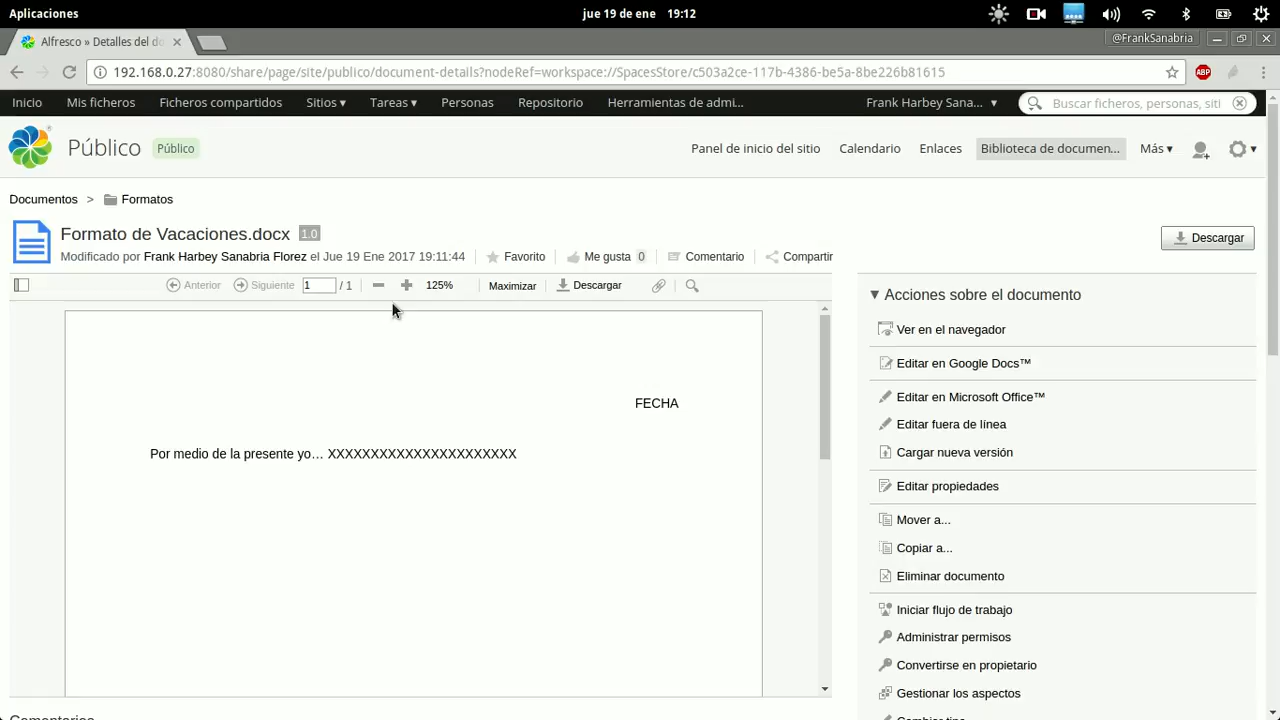 Aplicaciones jue 19 de ene 19:12
Alfresco » Detalles del do @FrankSanabria
192.168.0.27:8080/share/page/site/publico/document-details?nodeRef=workspace://SpacesStore/c503a2ce-117b-4386-be5a-8be226b81615 ABP
Inicio Mis ficheros Ficheros compartidos Sitios ▾ Tareas ▾ Personas Repositorio Herramientas de admi... Frank Harbey Sana... ▾ Buscar ficheros, personas, siti
Público Público Panel de inicio del sitio Calendario Enlaces Biblioteca de documen... Más ▾
Documentos > Formatos
Formato de Vacaciones.docx 1.0 Descargar
Modificado por Frank Harbey Sanabria Florez el Jue 19 Ene 2017 19:11:44 Favorito Me gusta 0 Comentario Compartir
Anterior Siguiente 1 / 1 125% Maximizar Descargar
FECHA
Por medio de la presente yo… XXXXXXXXXXXXXXXXXXXXXX
▼ Acciones sobre el documento
Ver en el navegador
Editar en Google Docs™
Editar en Microsoft Office™
Editar fuera de línea
Cargar nueva versión
Editar propiedades
Mover a...
Copiar a...
Eliminar documento
Iniciar flujo de trabajo
Administrar permisos
Convertirse en propietario
Gestionar los aspectos
Cambiar tipo
Comentarios